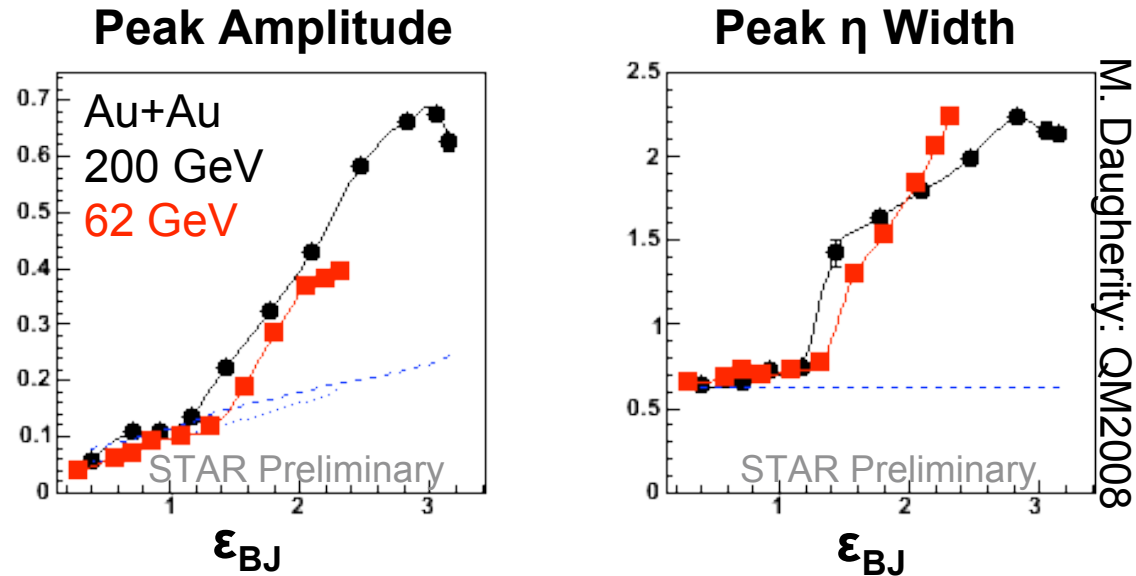 Peak Amplitude
Au+Au
200 GeV
62 GeV
STAR Preliminary
0.7
0.6
0.5
0.4
0.3
0.2
0.1
0
1
2
3
ε_BJ
Peak η Width
STAR Preliminary
2.5
2
1.5
1
0.5
0
1
2
3
ε_BJ
M. Daugherity: QM2008